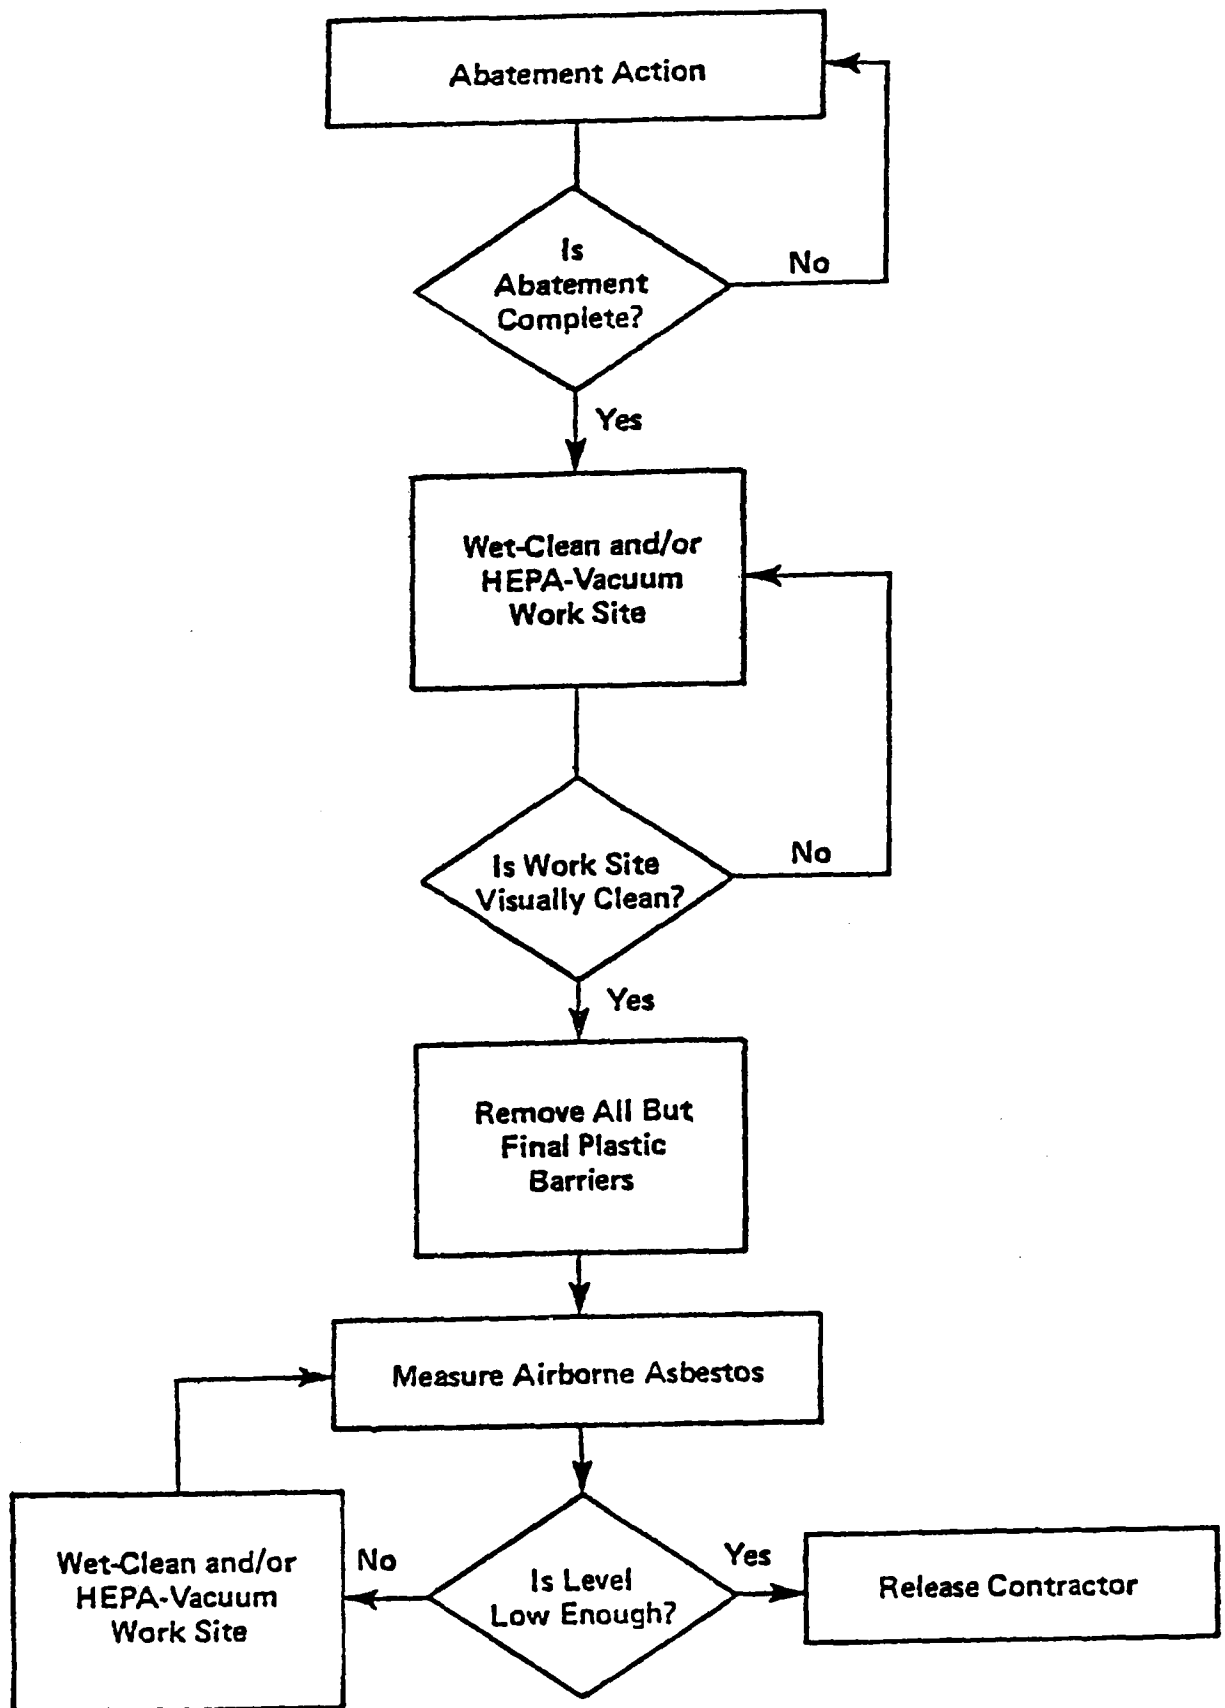 Abatement Action
Is
Abatement
Complete?
No
Yes
Wet-Clean and/or
HEPA-Vacuum
Work Site
Is Work Site
Visually Clean?
No
Yes
Remove All But
Final Plastic
Barriers
Measure Airborne Asbestos
Wet-Clean and/or
HEPA-Vacuum
Work Site
No
Is Level
Low Enough?
Yes
Release Contractor